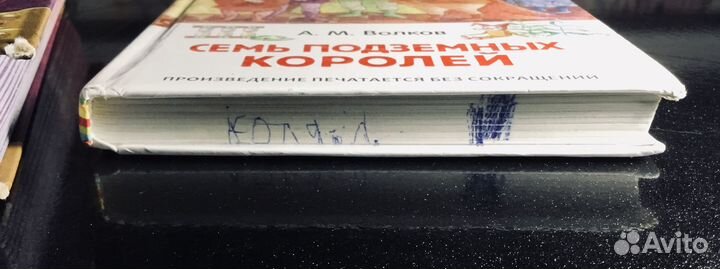 А. М. Волков
СЕМЬ ПОДЗЕМНЫХ
КОРОЛЕЙ
ПРОИЗВЕДЕНИЕ ПЕЧАТАЕТСЯ БЕЗ СОКРАЩЕНИЙ
Avito